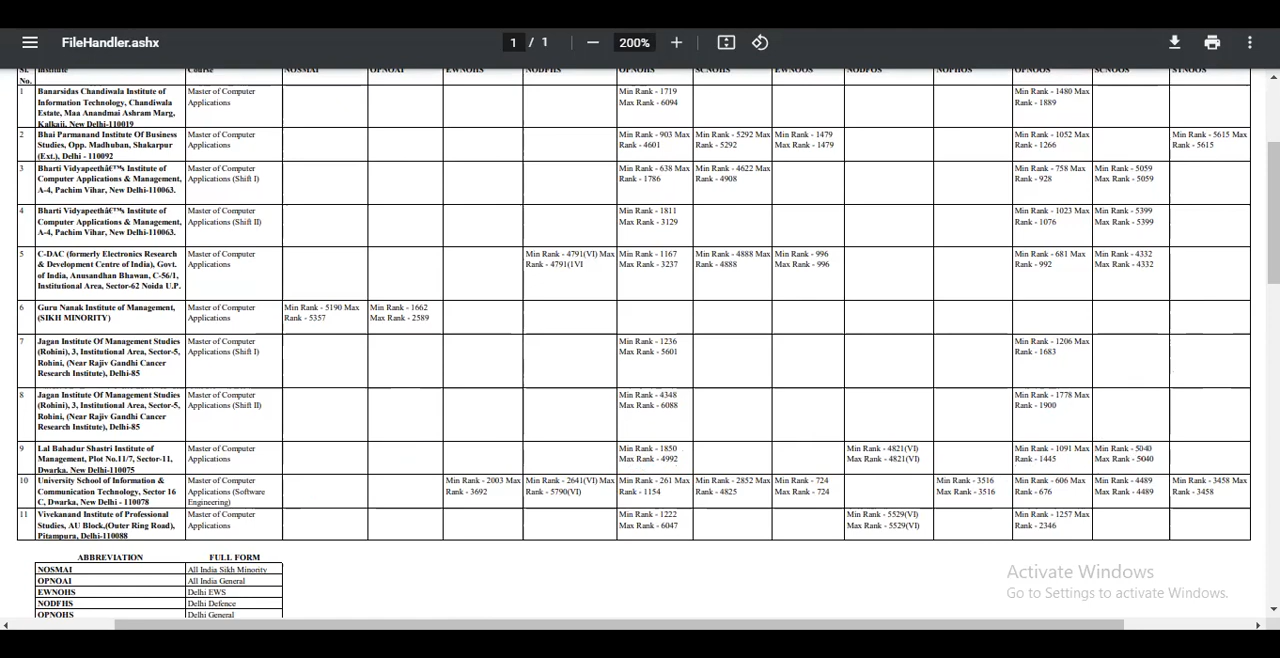 FileHandler.ashx
1 / 1
200%
Sr. No. Institute Course NOSMAI OPNOAI EWNOHS NODFHS OPNOHS SCNOHS EWNOOS NODFOS NOPHOS OPNOOS SCNOOS STNOOS
1 Banarsidas Chandiwala Institute of
Information Technology, Chandiwala
Estate, Maa Anandmai Ashram Marg,
Kalkaji, New Delhi-110019
Master of Computer
Applications
Min Rank - 1719
Max Rank - 6094
Min Rank - 1480 Max
Rank - 1889
2 Bhai Parmanand Institute Of Business
Studies, Opp. Madhuban, Shakarpur
(Ext.), Delhi - 110092
Master of Computer
Applications
Min Rank - 903 Max
Rank - 4601
Min Rank - 5292 Max
Rank - 5292
Min Rank - 1479
Max Rank - 1479
Min Rank - 1052 Max
Rank - 1266
Min Rank - 5615 Max
Rank - 5615
3 Bharti Vidyapeethâ€™s Institute of
Computer Applications & Management,
A-4, Pachim Vihar, New Delhi-110063.
Master of Computer
Applications (Shift I)
Min Rank - 638 Max
Rank - 1786
Min Rank - 4622 Max
Rank - 4908
Min Rank - 758 Max
Rank - 928
Min Rank - 5059
Max Rank - 5059
4 Bharti Vidyapeethâ€™s Institute of
Computer Applications & Management,
A-4, Pachim Vihar, New Delhi-110063.
Master of Computer
Applications (Shift II)
Min Rank - 1811
Max Rank - 3129
Min Rank - 1023 Max
Rank - 1076
Min Rank - 5399
Max Rank - 5399
5 C-DAC (formerly Electronics Research
& Development Centre of India), Govt.
of India, Anusandhan Bhawan, C-56/1,
Institutional Area, Sector-62 Noida U.P.
Master of Computer
Applications
Min Rank - 4791(VI) Max
Rank - 4791(1VI
Min Rank - 1167
Max Rank - 3237
Min Rank - 4888 Max
Rank - 4888
Min Rank - 996
Max Rank - 996
Min Rank - 681 Max
Rank - 992
Min Rank - 4332
Max Rank - 4332
6 Guru Nanak Institute of Management,
(SIKH MINORITY)
Master of Computer
Applications
Min Rank - 5190 Max
Rank - 5357
Min Rank - 1662
Max Rank - 2589
7 Jagan Institute Of Management Studies
(Rohini), 3, Institutional Area, Sector-5,
Rohini, (Near Rajiv Gandhi Cancer
Research Institute), Delhi-85
Master of Computer
Applications (Shift I)
Min Rank - 1236
Max Rank - 5601
Min Rank - 1206 Max
Rank - 1683
8 Jagan Institute Of Management Studies
(Rohini), 3, Institutional Area, Sector-5,
Rohini, (Near Rajiv Gandhi Cancer
Research Institute), Delhi-85
Master of Computer
Applications (Shift II)
Min Rank - 4348
Max Rank - 6088
Min Rank - 1778 Max
Rank - 1900
9 Lal Bahadur Shastri Institute of
Management, Plot No.11/7, Sector-11,
Dwarka, New Delhi-110075
Master of Computer
Applications
Min Rank - 1850
Max Rank - 4992
Min Rank - 4821(VI)
Max Rank - 4821(VI)
Min Rank - 1091 Max
Rank - 1445
Min Rank - 5040
Max Rank - 5040
10 University School of Information &
Communication Technology, Sector 16
C, Dwarka, New Delhi - 110078
Master of Computer
Applications (Software
Engineering)
Min Rank - 2003 Max
Rank - 3692
Min Rank - 2641(VI) Max
Rank - 5790(VI)
Min Rank - 261 Max
Rank - 1154
Min Rank - 2852 Max
Rank - 4825
Min Rank - 724
Max Rank - 724
Min Rank - 3516
Max Rank - 3516
Min Rank - 606 Max
Rank - 676
Min Rank - 4489
Max Rank - 4489
Min Rank - 3458 Max
Rank - 3458
11 Vivekanand Institute of Professional
Studies, AU Block,(Outer Ring Road),
Pitampura, Delhi-110088
Master of Computer
Applications
Min Rank - 1222
Max Rank - 6047
Min Rank - 5529(VI)
Max Rank - 5529(VI)
Min Rank - 1257 Max
Rank - 2346
ABBREVIATION FULL FORM
NOSMAI All India Sikh Minority
OPNOAI All India General
EWNOHS Delhi EWS
NODFHS Delhi Defence
OPNOHS Delhi General
Activate Windows
Go to Settings to activate Windows.